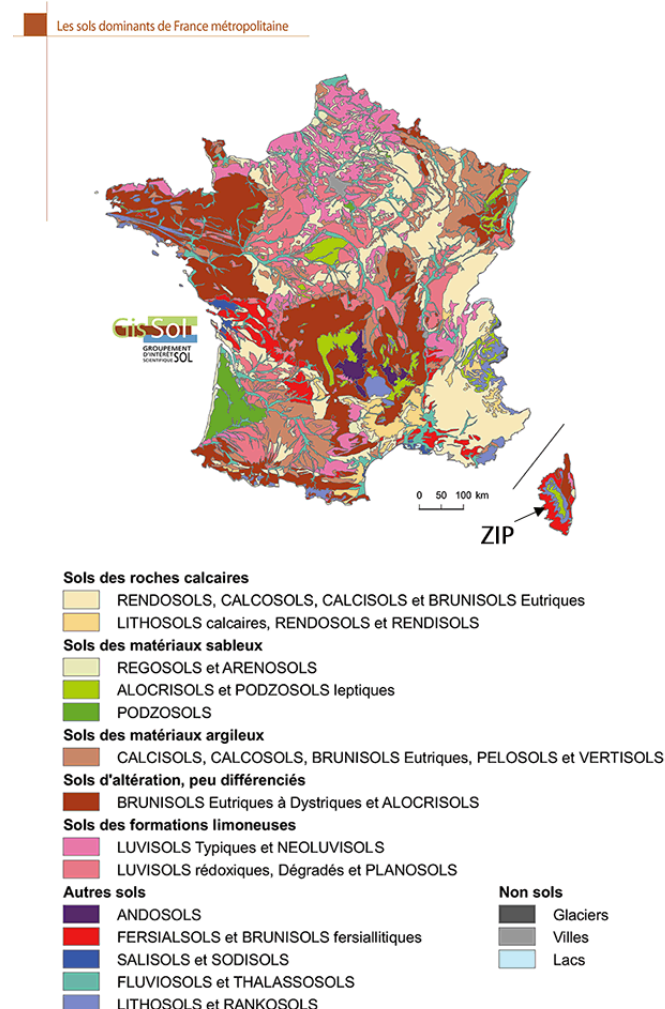 Les sols dominants de France métropolitaine
Gis Sol
GROUPEMENT
D'INTÉRÊT
SCIENTIFIQUE SOL
0 50 100 km
ZIP
Sols des roches calcaires
RENDOSOLS, CALCOSOLS, CALCISOLS et BRUNISOLS Eutriques
LITHOSOLS calcaires, RENDOSOLS et RENDISOLS
Sols des matériaux sableux
REGOSOLS et ARENOSOLS
ALOCRISOLS et PODZOSOLS leptiques
PODZOSOLS
Sols des matériaux argileux
CALCISOLS, CALCOSOLS, BRUNISOLS Eutriques, PELOSOLS et VERTISOLS
Sols d'altération, peu différenciés
BRUNISOLS Eutriques à Dystriques et ALOCRISOLS
Sols des formations limoneuses
LUVISOLS Typiques et NEOLUVISOLS
LUVISOLS rédoxiques, Dégradés et PLANOSOLS
Autres sols
ANDOSOLS
FERSIALSOLS et BRUNISOLS fersiallitiques
SALISOLS et SODISOLS
FLUVIOSOLS et THALASSOSOLS
LITHOSOLS et RANKOSOLS
Non sols
Glaciers
Villes
Lacs